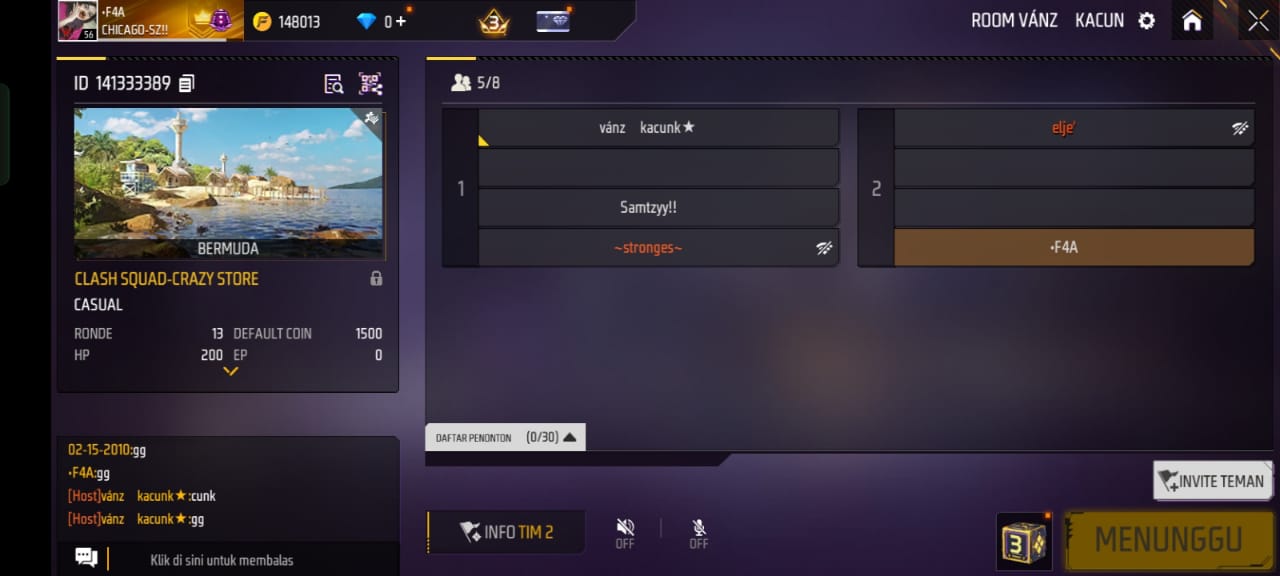 •F4A
56
CHICAGO-SZ!!
148013
0+
3
ROOM VÁNZ KACUN
ID 141333389
BERMUDA
CLASH SQUAD-CRAZY STORE
CASUAL
RONDE 13 DEFAULT COIN 1500
HP 200 EP 0
5/8
1
vánz kacunk★
Samtzyy!!
~stronges~
2
elje'
•F4A
DAFTAR PENONTON (0/30)
02-15-2010:gg
•F4A:gg
[Host]vánz kacunk★:cunk
[Host]vánz kacunk★:gg
Klik di sini untuk membalas
INFO TIM 2
OFF
OFF
INVITE TEMAN
3
MENUNGGU